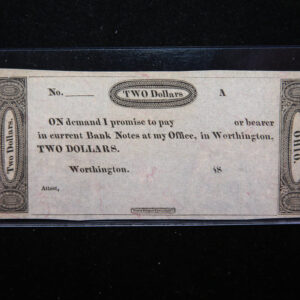 No. TWO Dollars A
ON demand I promise to pay or bearer
in current Bank Notes at my Office, in Worthington,
TWO DOLLARS.
Worthington. 18
Attest,
Two Dollars.
OHIO.